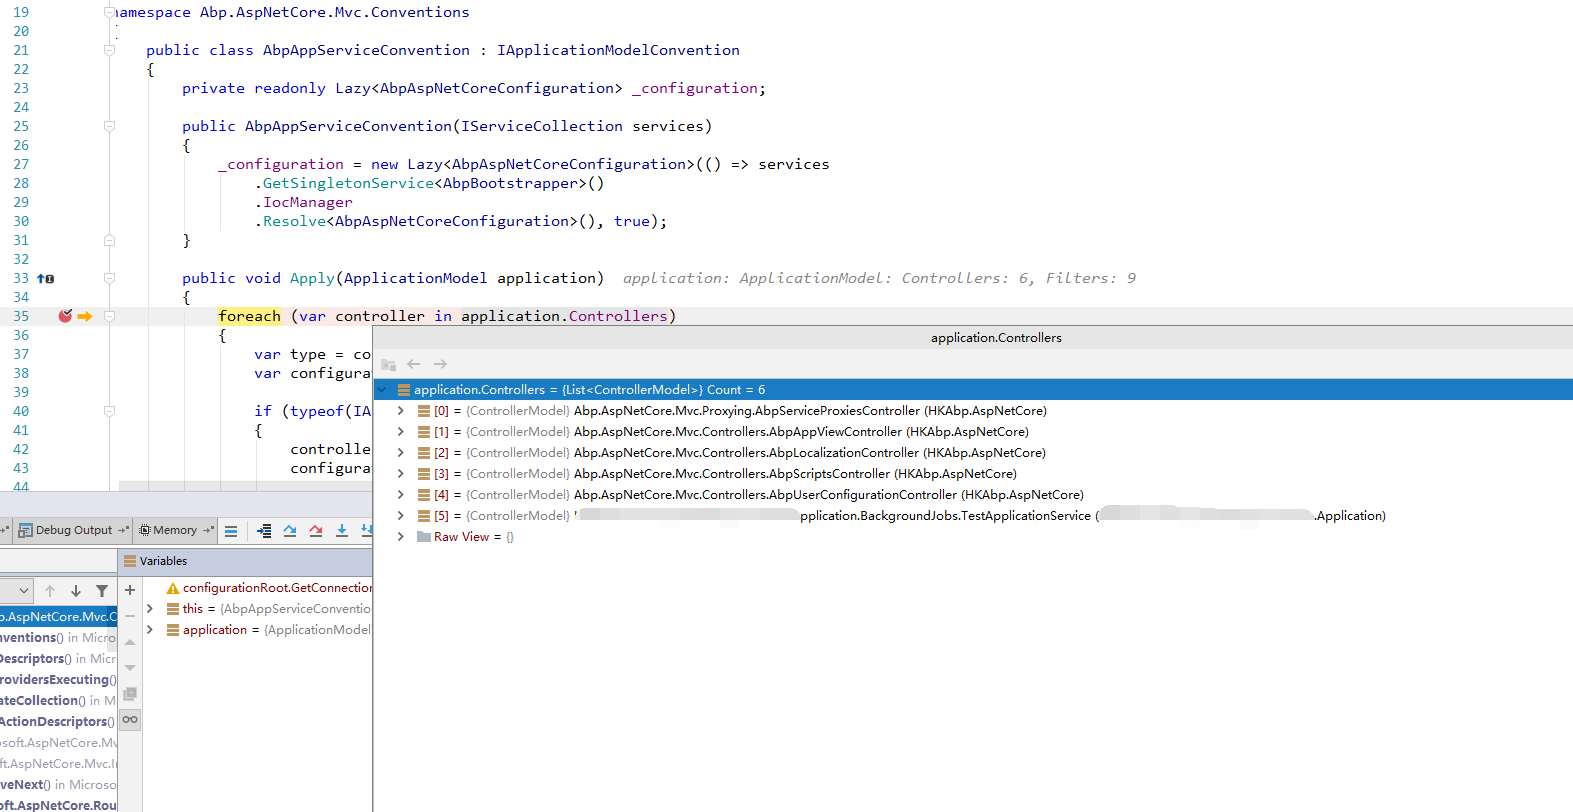 19 namespace Abp.AspNetCore.Mvc.Conventions
20
21 public class AbpAppServiceConvention : IApplicationModelConvention
22 {
23 private readonly Lazy<AbpAspNetCoreConfiguration> _configuration;
24
25 public AbpAppServiceConvention(IServiceCollection services)
26 {
27 _configuration = new Lazy<AbpAspNetCoreConfiguration>(() => services
28 .GetSingletonService<AbpBootstrapper>()
29 .IocManager
30 .Resolve<AbpAspNetCoreConfiguration>(), true);
31 }
32
33 public void Apply(ApplicationModel application) application: ApplicationModel: Controllers: 6, Filters: 9
34 {
35 foreach (var controller in application.Controllers)
36 {
37 var type = co
38 var configura
39
40 if (typeof(IA
41 {
42 controlle
43 configura
44
application.Controllers
application.Controllers = {List<ControllerModel>} Count = 6
[0] = {ControllerModel} Abp.AspNetCore.Mvc.Proxying.AbpServiceProxiesController (HKAbp.AspNetCore)
[1] = {ControllerModel} Abp.AspNetCore.Mvc.Controllers.AbpAppViewController (HKAbp.AspNetCore)
[2] = {ControllerModel} Abp.AspNetCore.Mvc.Controllers.AbpLocalizationController (HKAbp.AspNetCore)
[3] = {ControllerModel} Abp.AspNetCore.Mvc.Controllers.AbpScriptsController (HKAbp.AspNetCore)
[4] = {ControllerModel} Abp.AspNetCore.Mvc.Controllers.AbpUserConfigurationController (HKAbp.AspNetCore)
[5] = {ControllerModel} ' pplication.BackgroundJobs.TestApplicationService ( .Application)
Raw View = {}
Debug Output Memory
Variables
configurationRoot.GetConnection
this = {AbpAppServiceConventio
application = {ApplicationModel
o.AspNetCore.Mvc.C
nventions() in Micro
Descriptors() in Micr
rovidersExecuting()
ateCollection() in M
ActionDescriptors()
osoft.AspNetCore.Mv
ft.AspNetCore.Mvc.In
veNext() in Microso
oft.AspNetCore.Rou